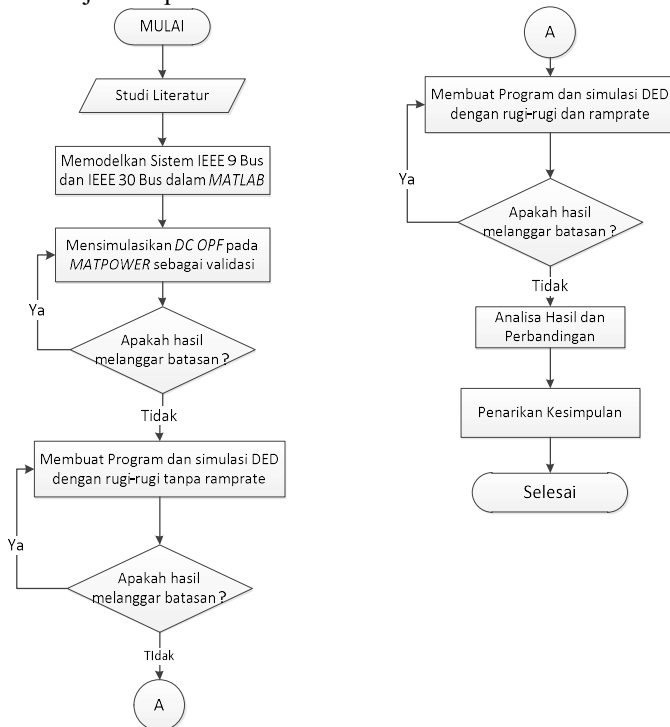 MULAI
Studi Literatur
Memodelkan Sistem IEEE 9 Bus
dan IEEE 30 Bus dalam MATLAB
Mensimulasikan DC OPF pada
MATPOWER sebagai validasi
Ya
Apakah hasil
melanggar batasan ?
Tidak
Membuat Program dan simulasi DED
dengan rugi-rugi tanpa ramprate
Ya
Apakah hasil
melanggar batasan ?
TIdak
A
A
Membuat Program dan simulasi DED
dengan rugi-rugi dan ramprate
Ya
Apakah hasil
melanggar batasan ?
Tidak
Analisa Hasil dan
Perbandingan
Penarikan Kesimpulan
Selesai